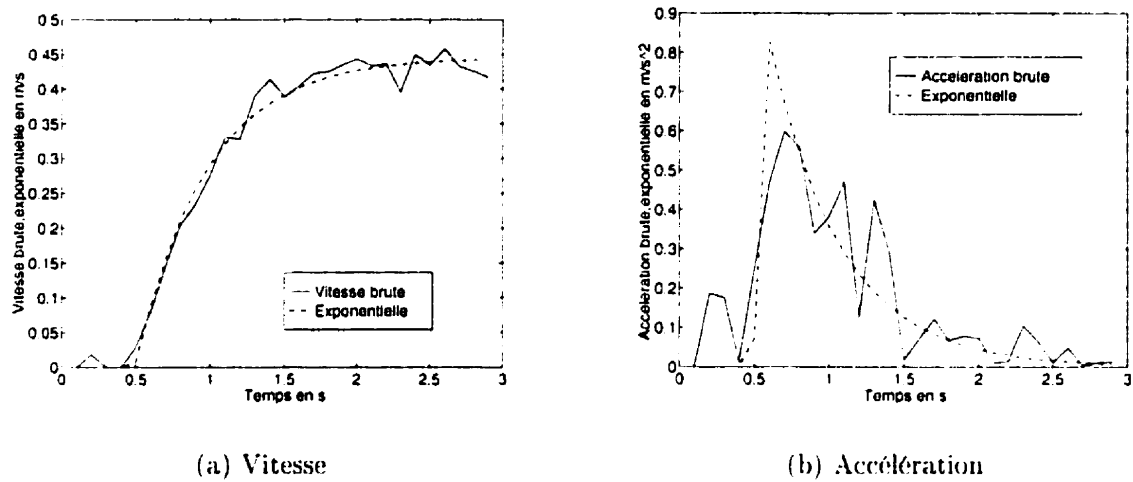 Vitesse brute,exponentielle en m/s
0.5
0.45
0.4
0.35
0.3
0.25
0.2
0.15
0.1
0.05
0
0 0.5 1 1.5 2 2.5 3
Temps en s
Vitesse brute
Exponentielle
(a) Vitesse
Acceleration brute,exponentielle en m/s^2
0.9
0.8
0.7
0.6
0.5
0.4
0.3
0.2
0.1
0
0 0.5 1 1.5 2 2.5 3
Temps en s
Acceleration brute
Exponentielle
(b) Accélération